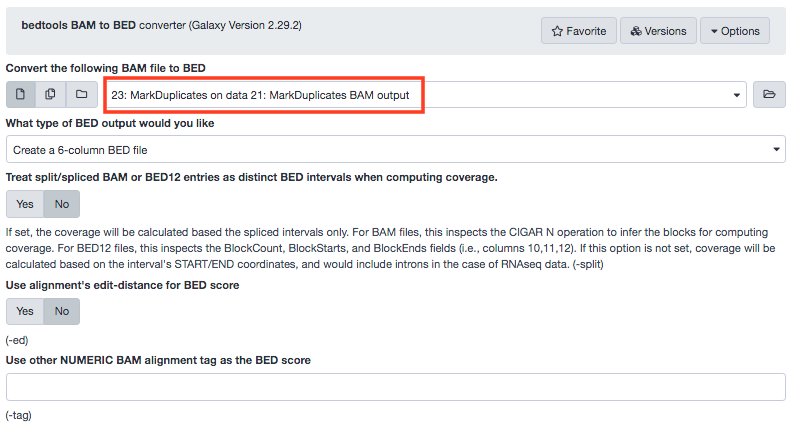 bedtools BAM to BED converter (Galaxy Version 2.29.2)
Favorite
Versions
Options
Convert the following BAM file to BED
23: MarkDuplicates on data 21: MarkDuplicates BAM output
What type of BED output would you like
Create a 6-column BED file
Treat split/spliced BAM or BED12 entries as distinct BED intervals when computing coverage.
Yes No
If set, the coverage will be calculated based the spliced intervals only. For BAM files, this inspects the CIGAR N operation to infer the blocks for computing
coverage. For BED12 files, this inspects the BlockCount, BlockStarts, and BlockEnds fields (i.e., columns 10,11,12). If this option is not set, coverage will be
calculated based on the interval's START/END coordinates, and would include introns in the case of RNAseq data. (-split)
Use alignment's edit-distance for BED score
Yes No
(-ed)
Use other NUMERIC BAM alignment tag as the BED score
(-tag)